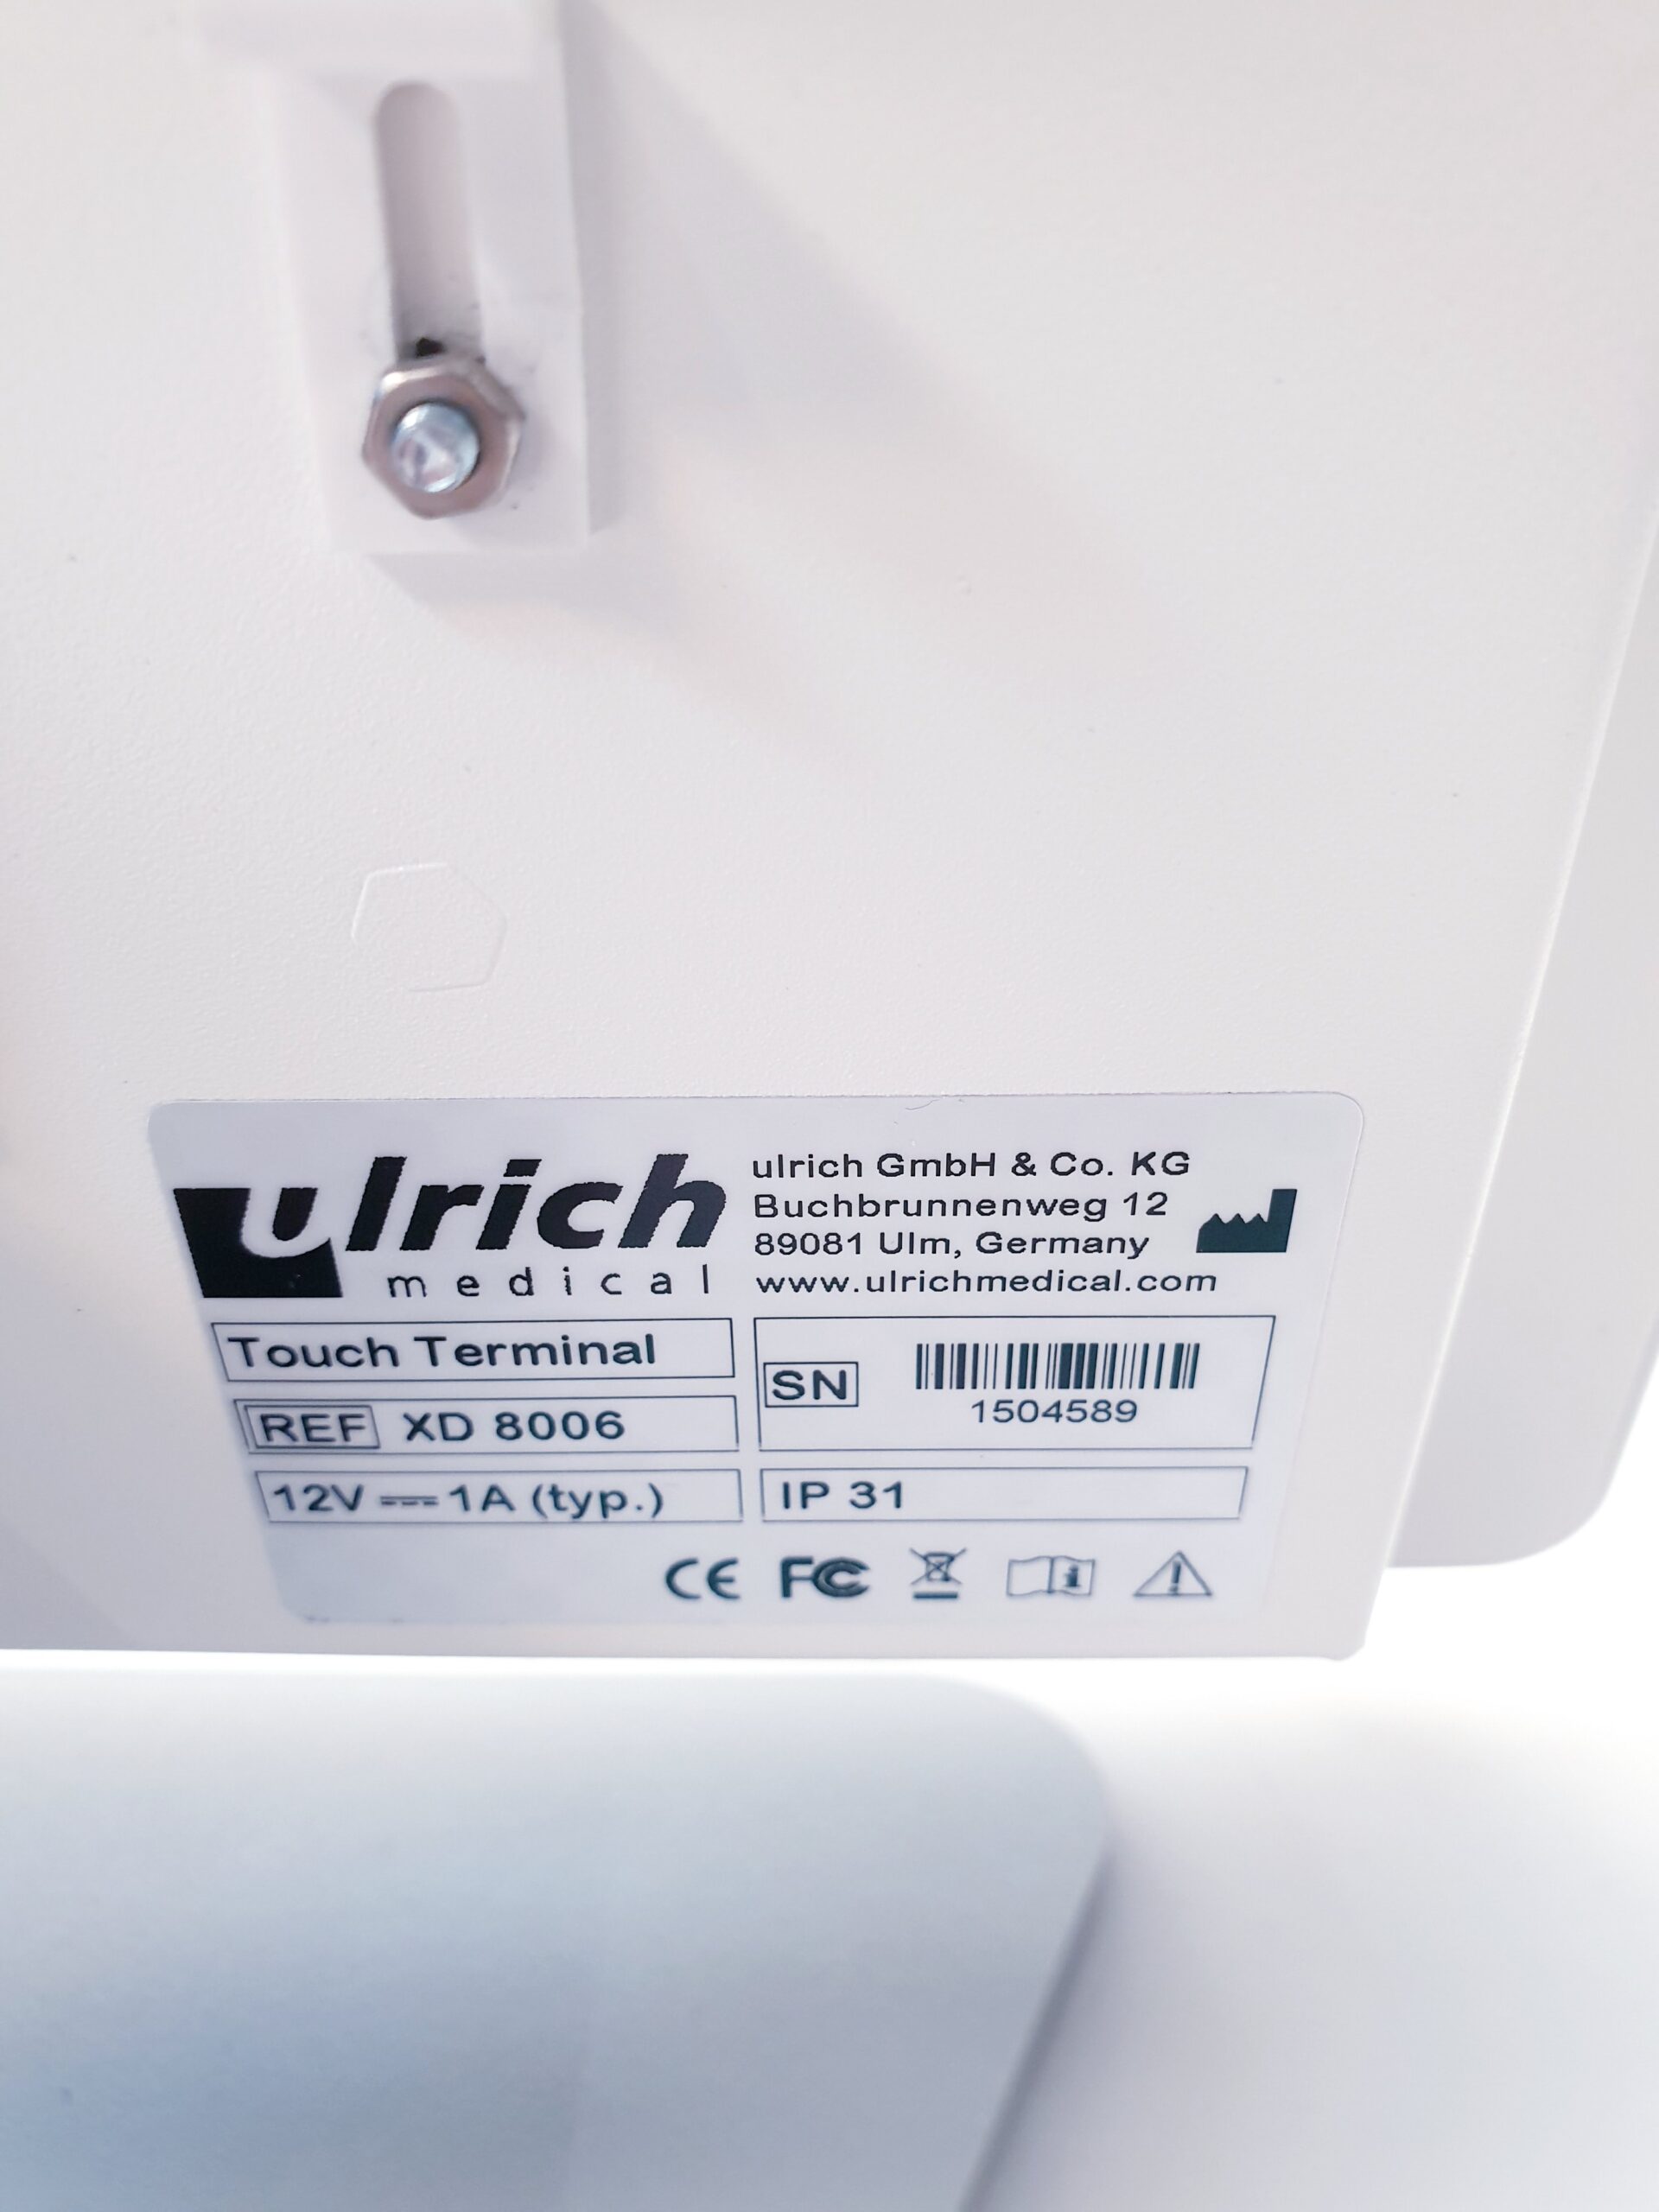 ulrich
medical
ulrich GmbH & Co. KG
Buchbrunnenweg 12
89081 Ulm, Germany
www.ulrichmedical.com
Touch Terminal
SN
1504589
REF XD 8006
12V ⎓ 1A (typ.)
IP 31
CE FC